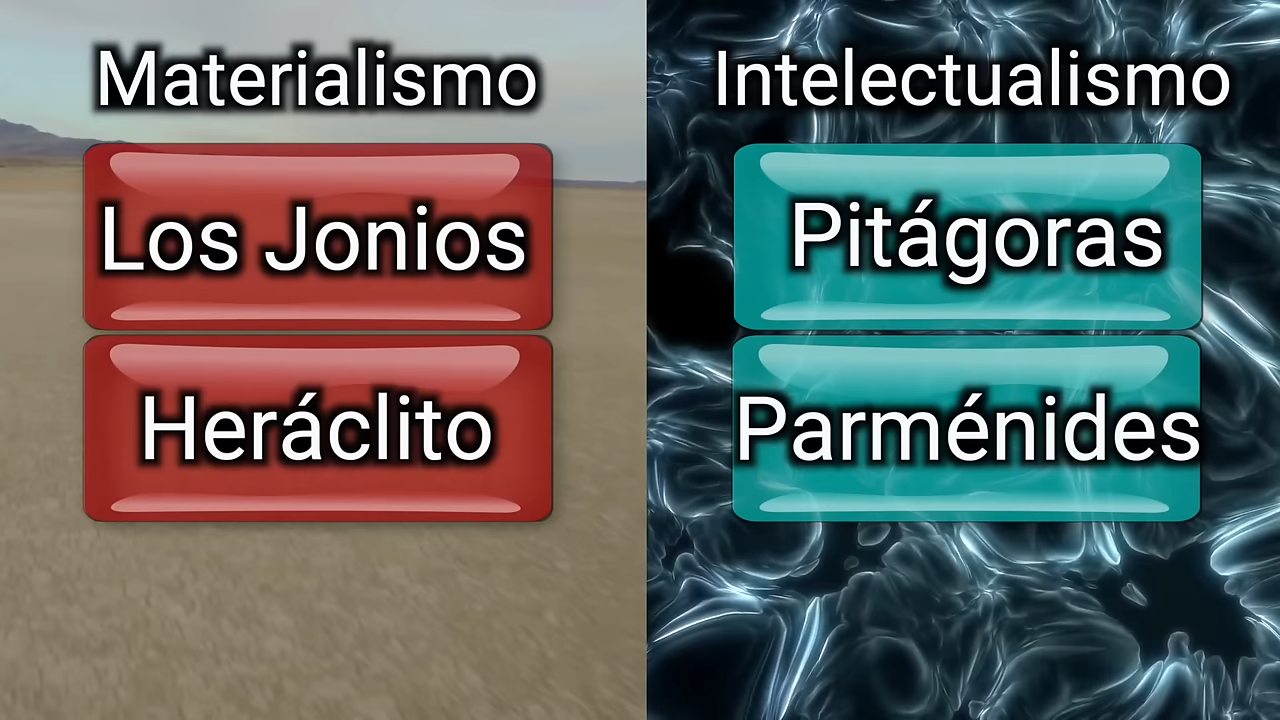 Materialismo
Los Jonios
Heráclito
Intelectualismo
Pitágoras
Parménides